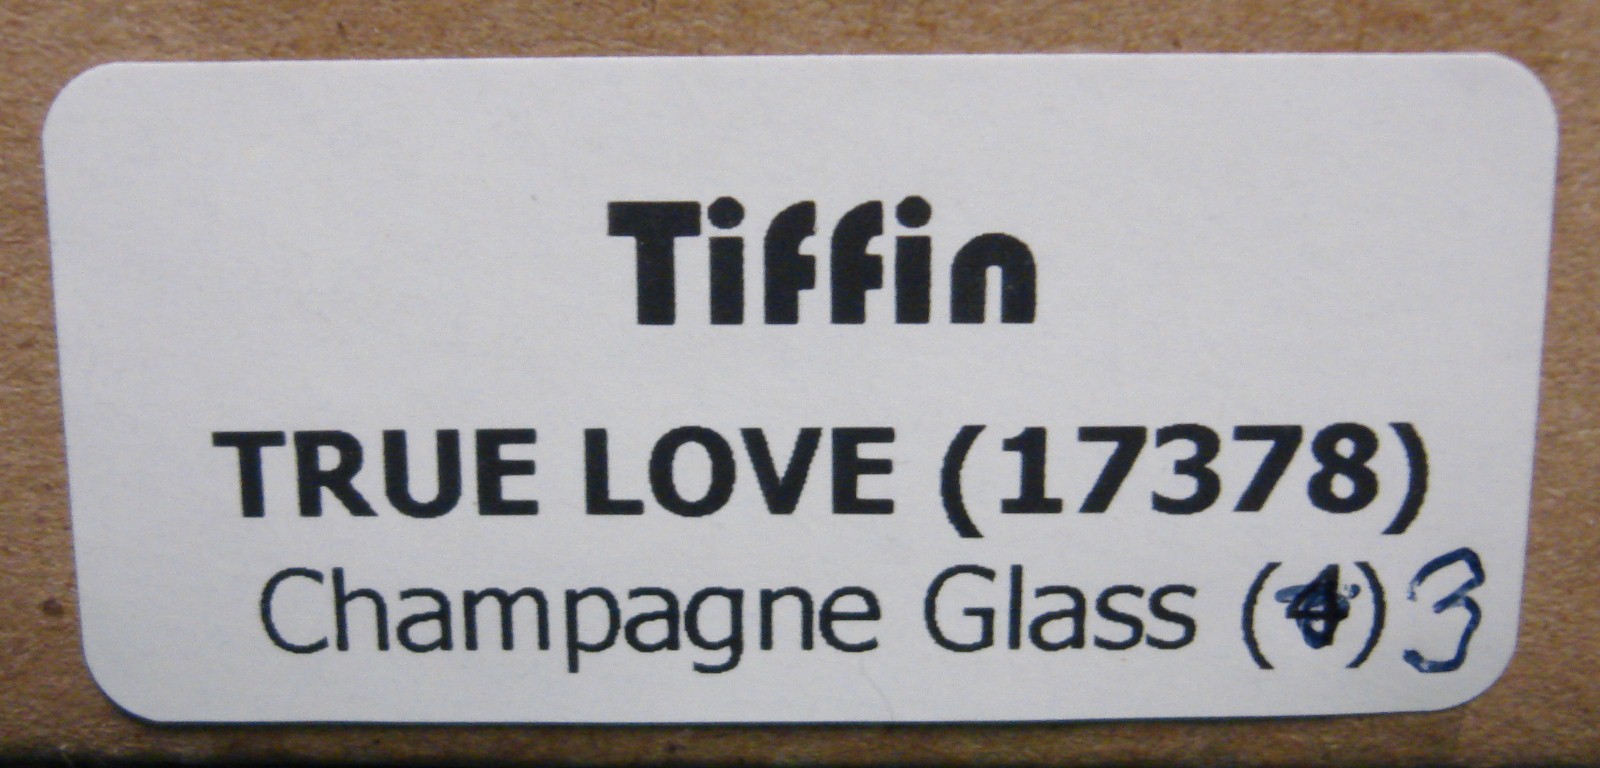 Tiffin
TRUE LOVE (17378)
Champagne Glass (4) 3